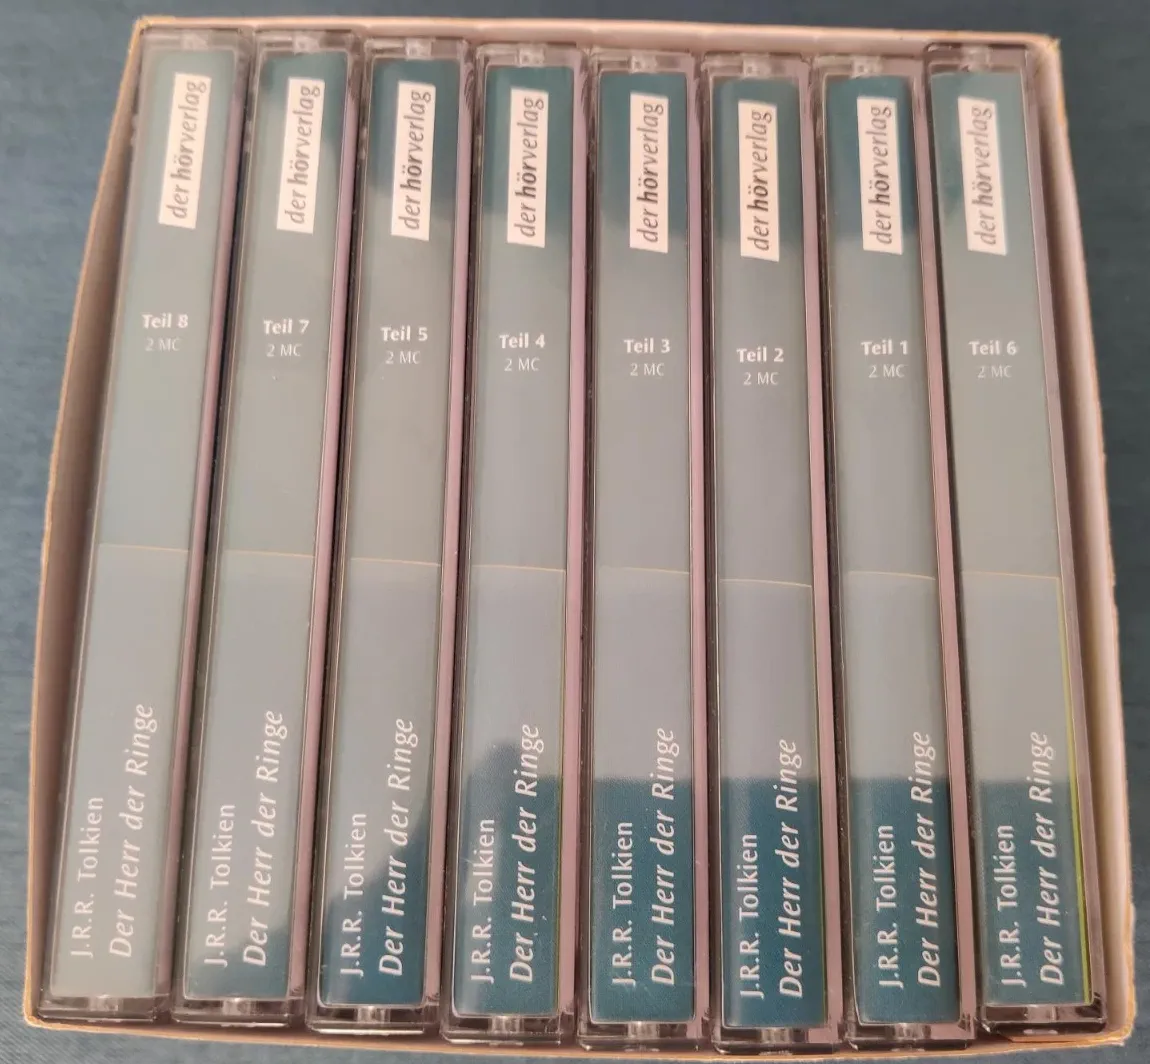 der hörverlag
Teil 8
2 MC
J.R.R. Tolkien
Der Herr der Ringe
der hörverlag
Teil 7
2 MC
J.R.R. Tolkien
Der Herr der Ringe
der hörverlag
Teil 5
2 MC
J.R.R. Tolkien
Der Herr der Ringe
der hörverlag
Teil 4
2 MC
J.R.R. Tolkien
Der Herr der Ringe
der hörverlag
Teil 3
2 MC
J.R.R. Tolkien
Der Herr der Ringe
der hörverlag
Teil 2
2 MC
J.R.R. Tolkien
Der Herr der Ringe
der hörverlag
Teil 1
2 MC
J.R.R. Tolkien
Der Herr der Ringe
der hörverlag
Teil 6
2 MC
J.R.R. Tolkien
Der Herr der Ringe